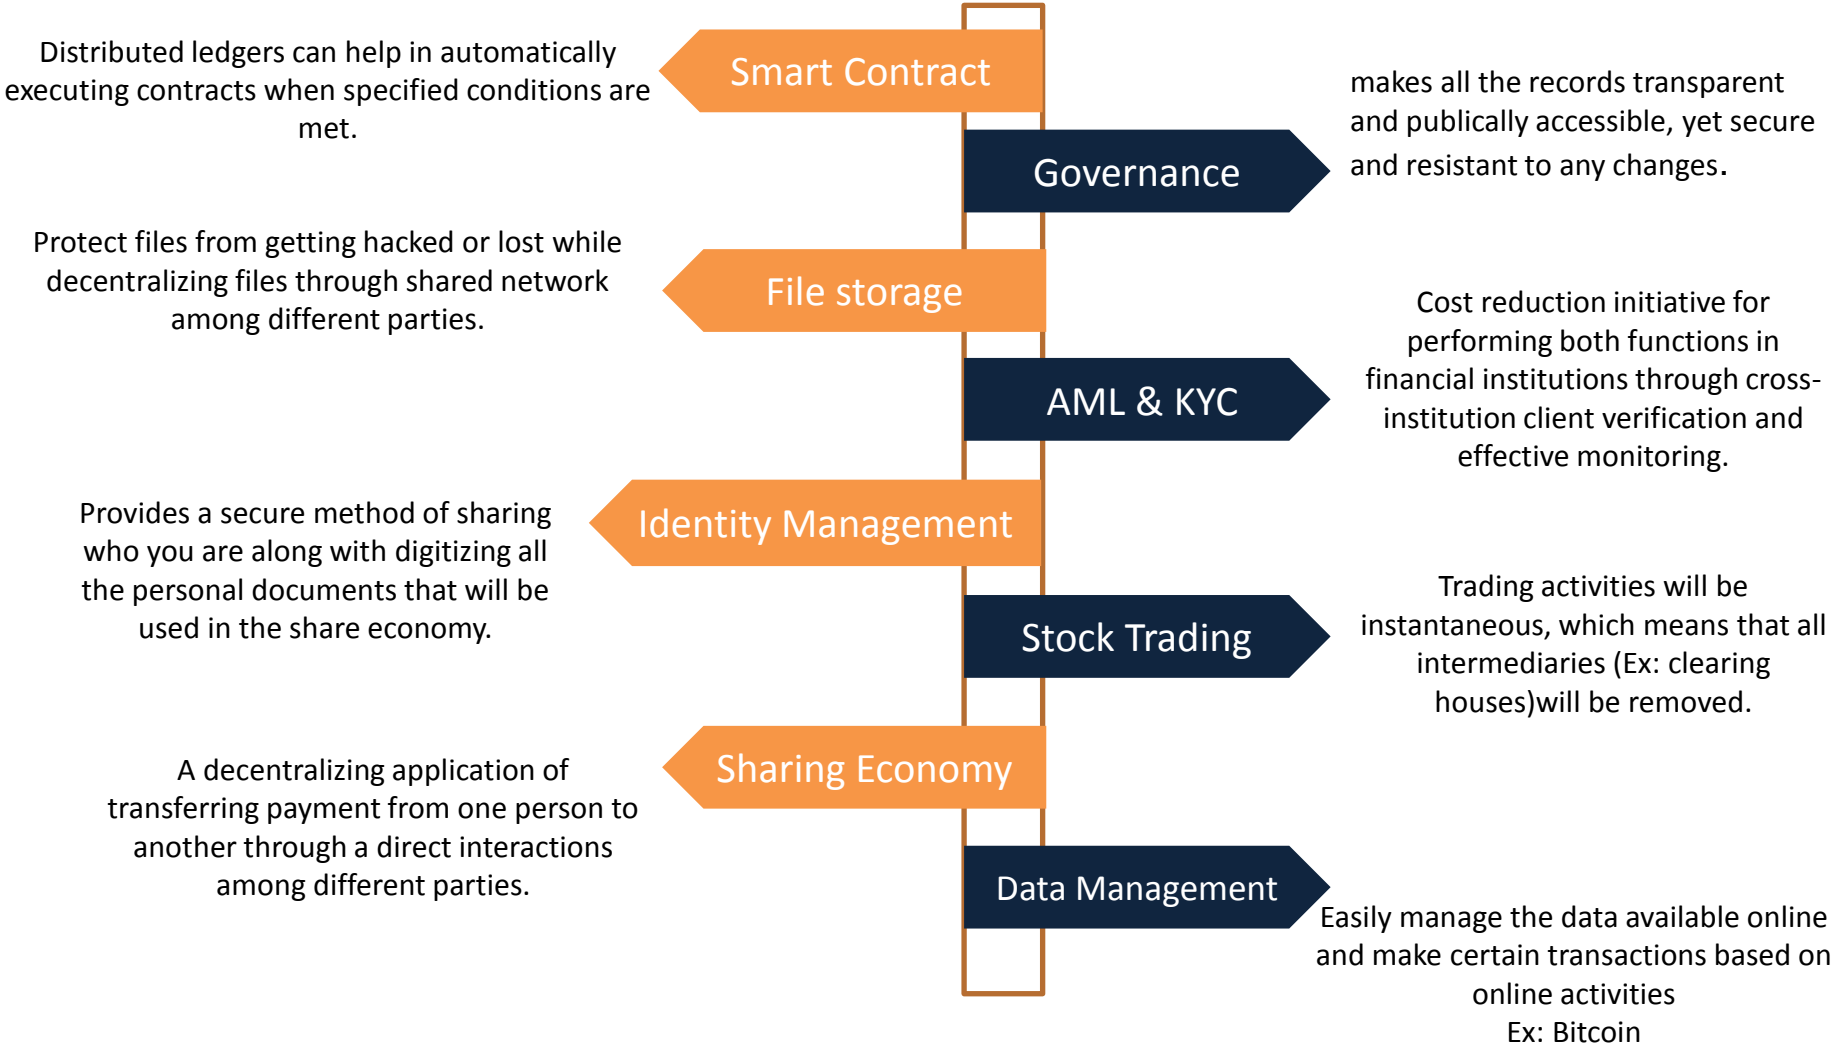 Distributed ledgers can help in automatically
executing contracts when specified conditions are
met.
Smart Contract
Governance
makes all the records transparent
and publically accessible, yet secure
and resistant to any changes.
Protect files from getting hacked or lost while
decentralizing files through shared network
among different parties.
File storage
AML & KYC
Cost reduction initiative for
performing both functions in
financial institutions through cross-
institution client verification and
effective monitoring.
Provides a secure method of sharing
who you are along with digitizing all
the personal documents that will be
used in the share economy.
Identity Management
Stock Trading
Trading activities will be
instantaneous, which means that all
intermediaries (Ex: clearing
houses)will be removed.
A decentralizing application of
transferring payment from one person to
another through a direct interactions
among different parties.
Sharing Economy
Data Management
Easily manage the data available online
and make certain transactions based on
online activities
Ex: Bitcoin